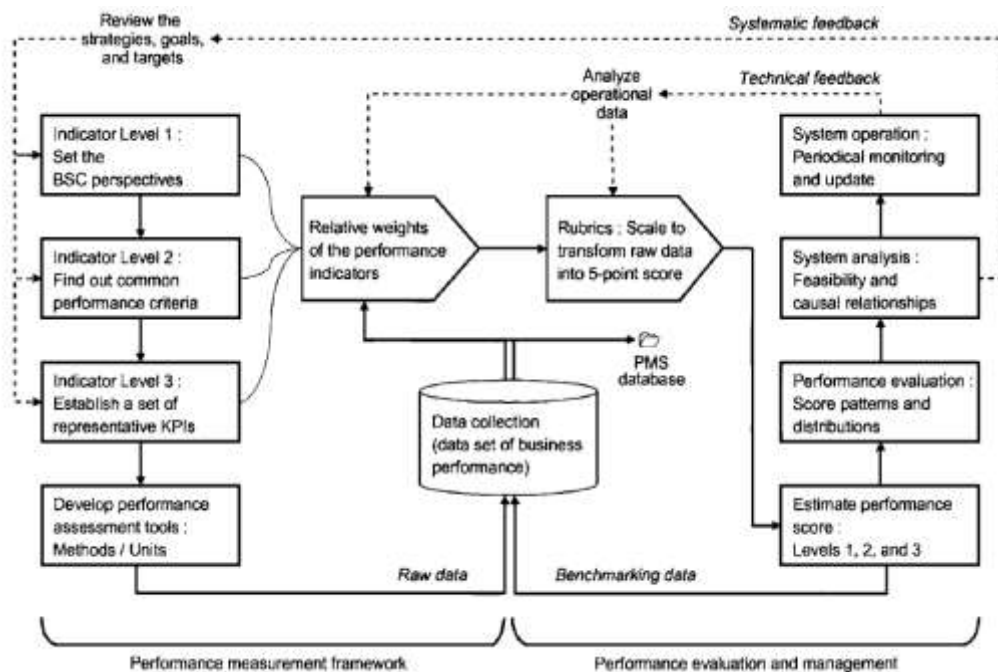 Review the
strategies, goals,
and targets
Systematic feedback
Analyze
operational
data
Technical feedback
Indicator Level 1 :
Set the
BSC perspectives
Indicator Level 2 :
Find out common
performance criteria
Indicator Level 3 :
Establish a set of
representative KPIs
Develop performance
assessment tools :
Methods / Units
Relative weights
of the performance
indicators
Rubrics : Scale to
transform raw data
into 5-point score
PMS
database
Data collection
(data set of business
performance)
System operation :
Periodical monitoring
and update
System analysis :
Feasibility and
causal relationships
Performance evaluation :
Score patterns and
distributions
Estimate performance
score :
Levels 1, 2, and 3
Raw data
Benchmarking data
Performance measurement framework
Performance evaluation and management